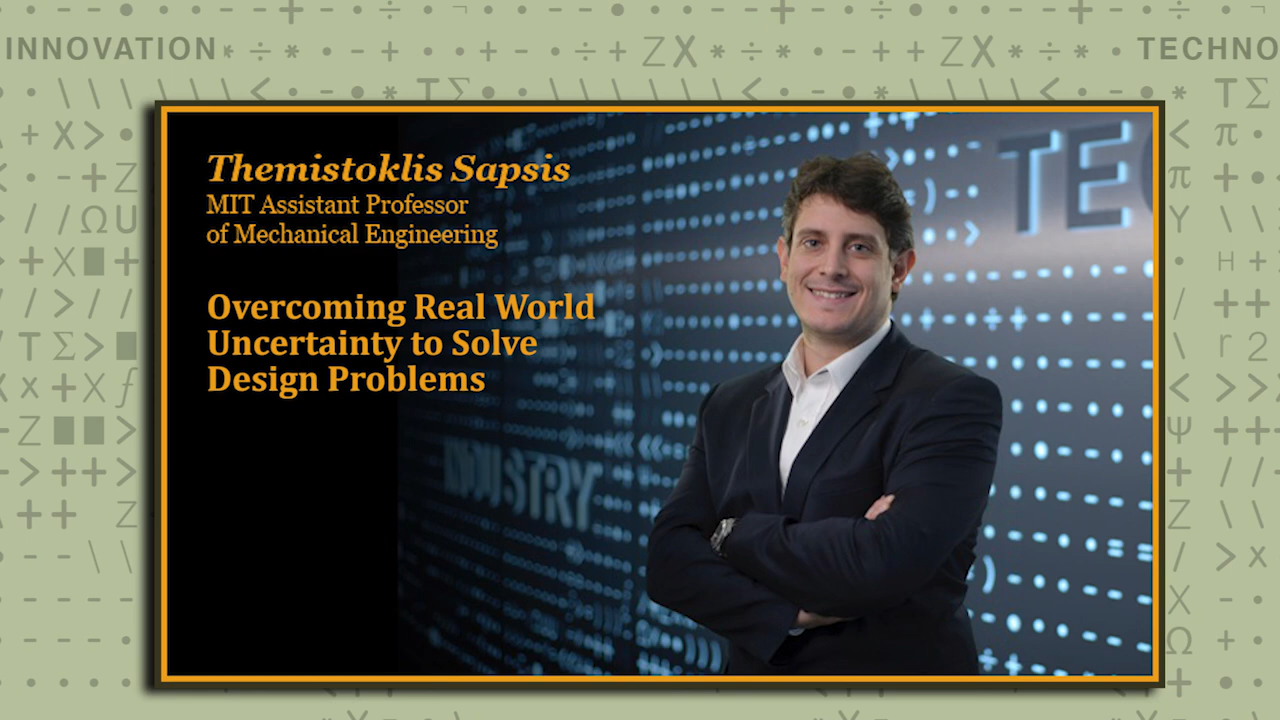 INNOVATION
TECHNO
Themistoklis Sapsis
MIT Assistant Professor
of Mechanical Engineering
TEC
Overcoming Real World
Uncertainty to Solve
Design Problems
INDUSTRY